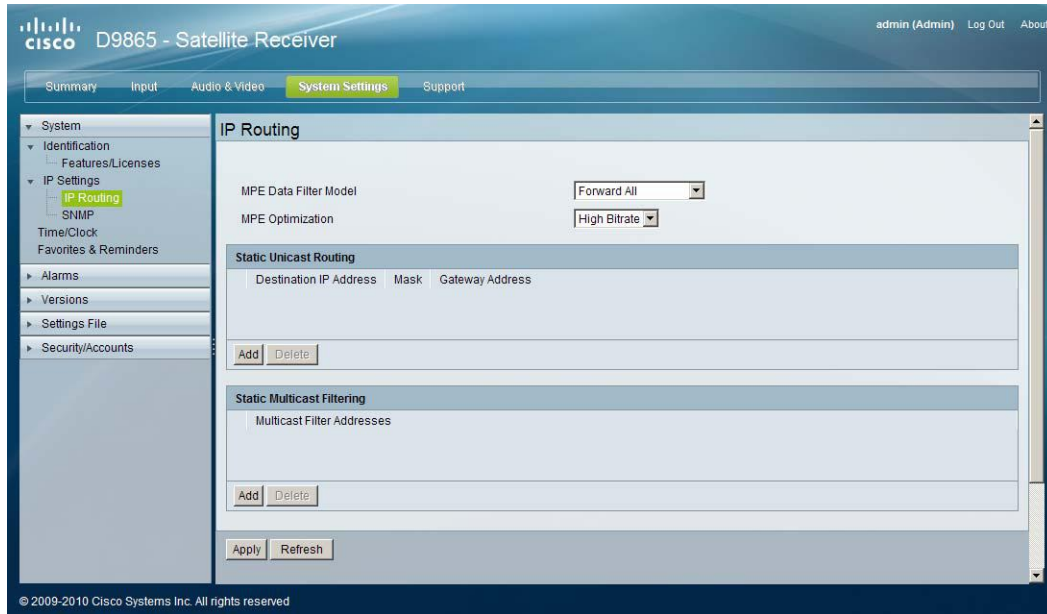 admin (Admin) Log Out About
CISCO D9865 - Satellite Receiver
Summary Input Audio & Video System Settings Support
System
Identification
Features/Licenses
IP Settings
IP Routing
SNMP
Time/Clock
Favorites & Reminders
Alarms
Versions
Settings File
Security/Accounts
IP Routing
MPE Data Filter Model Forward All
MPE Optimization High Bitrate
Static Unicast Routing
Destination IP Address Mask Gateway Address
Add Delete
Static Multicast Filtering
Multicast Filter Addresses
Add Delete
Apply Refresh
© 2009-2010 Cisco Systems Inc. All rights reserved